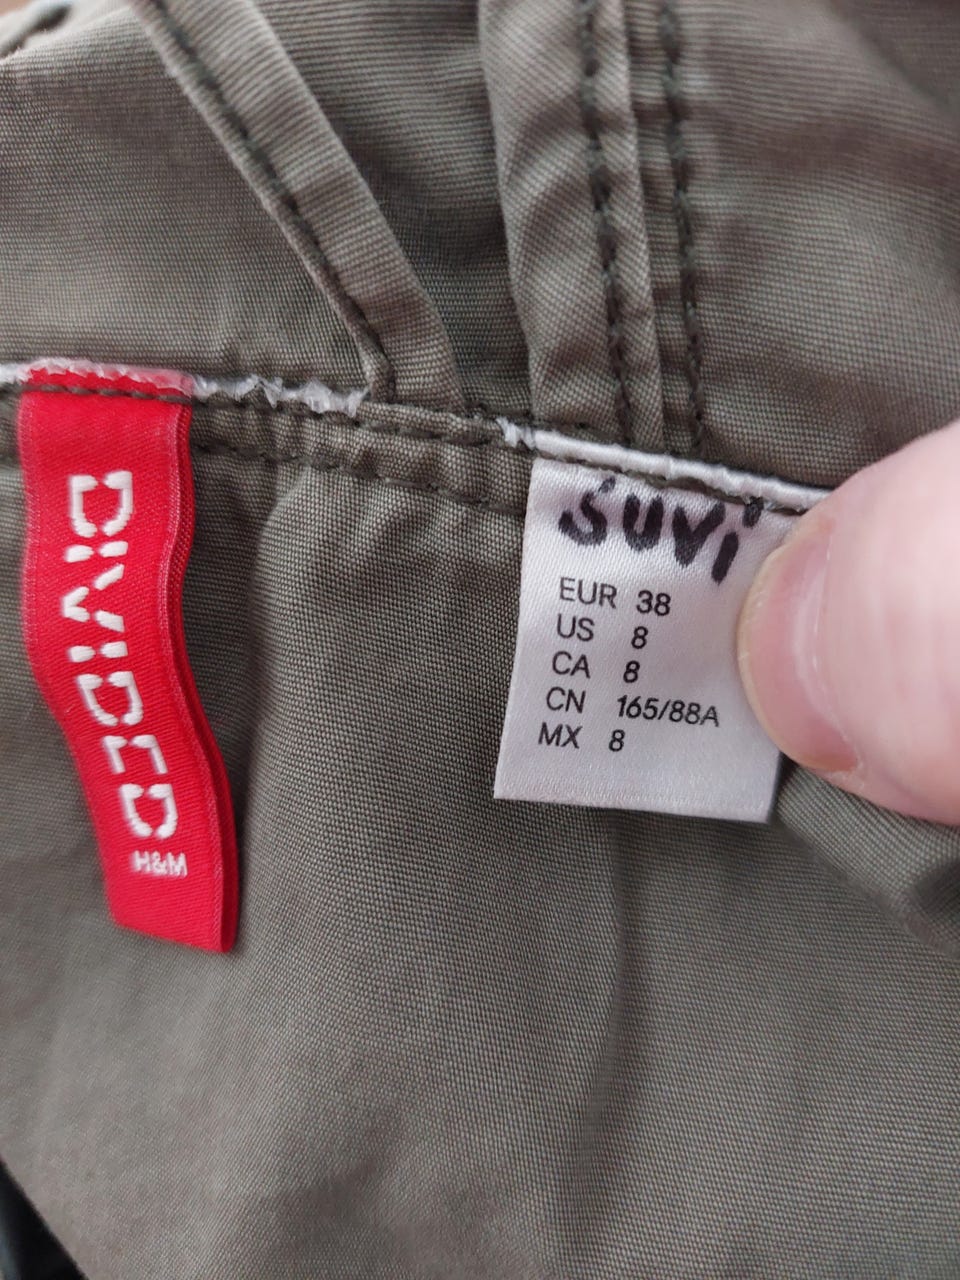 DIVIDED
H&M
suvi
EUR 38
US 8
CA 8
CN 165/88A
MX 8